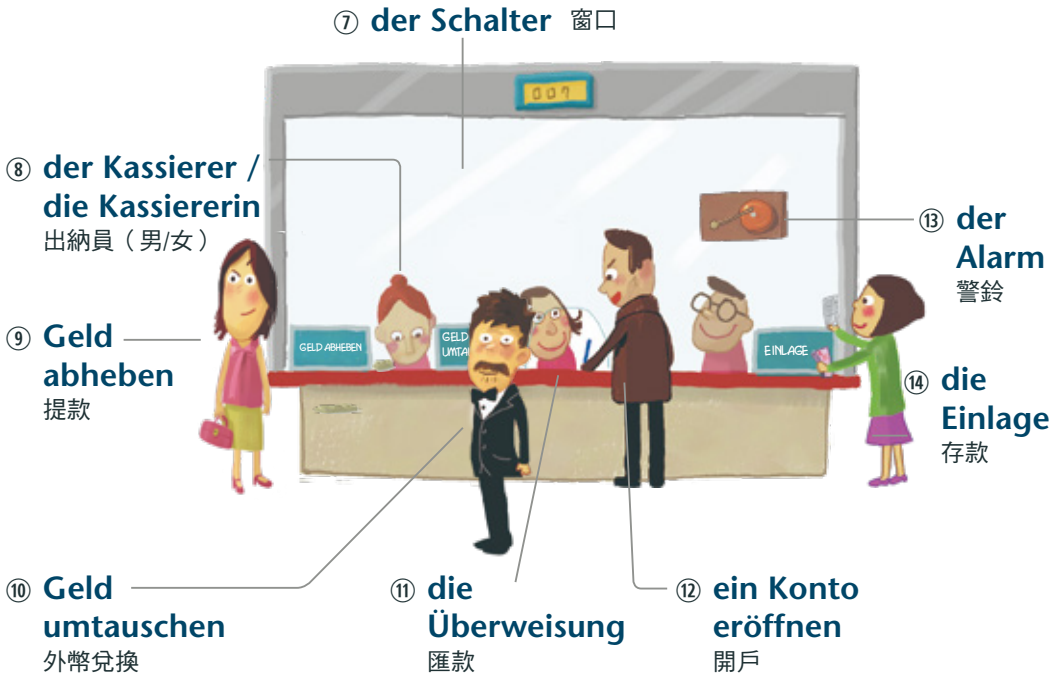 ⑦ der Schalter 窗口
007
⑧ der Kassierer /
die Kassiererin
出納員（男/女）
⑬ der
Alarm
警鈴
⑨ Geld
abheben
提款
GELD ABHEBEN
GELD
UMTA
EINLAGE
⑭ die
Einlage
存款
⑩ Geld
umtauschen
外幣兌換
⑪ die
Überweisung
匯款
⑫ ein Konto
eröffnen
開戶